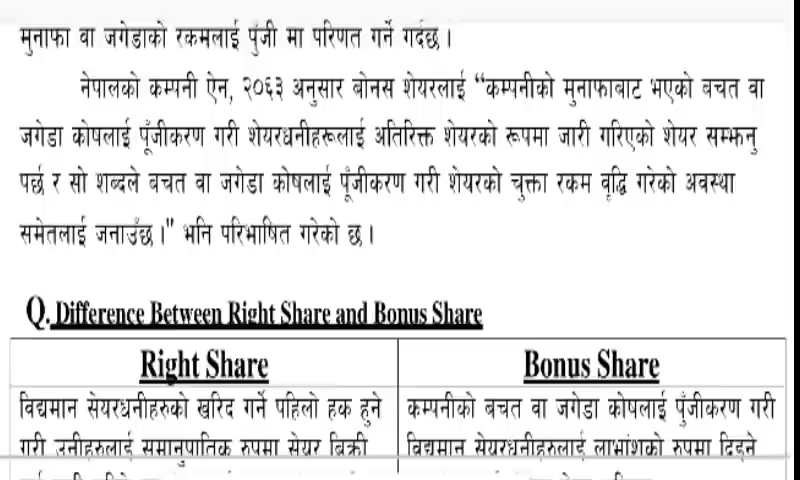 मुनाफा वा जगेडाको रकमलाई पुँजी मा परिणत गर्ने गर्दछ ।
नेपालको कम्पनी ऐन, २०६३ अनुसार बोनस शेयरलाई “कम्पनीको मुनाफाबाट भएको बचत वा
जगेडा कोषलाई पूँजीकरण गरी शेयरधनीहरूलाई अतिरिक्त शेयरको रूपमा जारी गरिएको शेयर सम्झनु
पर्छ र सो शब्दले बचत वा जगेडा कोषलाई पूँजीकरण गरी शेयरको चुक्ता रकम वृद्धि गरेको अवस्था
समेतलाई जनाउँछ ।" भनि परिभाषित गरेको छ ।
Q. Difference Between Right Share and Bonus Share
Right Share
विद्यमान सेयरधनीहरुको खरिद गर्ने पहिलो हक हुने
गरी उनीहरुलाई समानुपातिक रुपमा सेयर बिक्री
Bonus Share
कम्पनीको बचत वा जगेडा कोषलाई पुँजीकरण गरी
विद्यमान सेयरधनीहरुलाई लाभांशको रुपमा दिइने